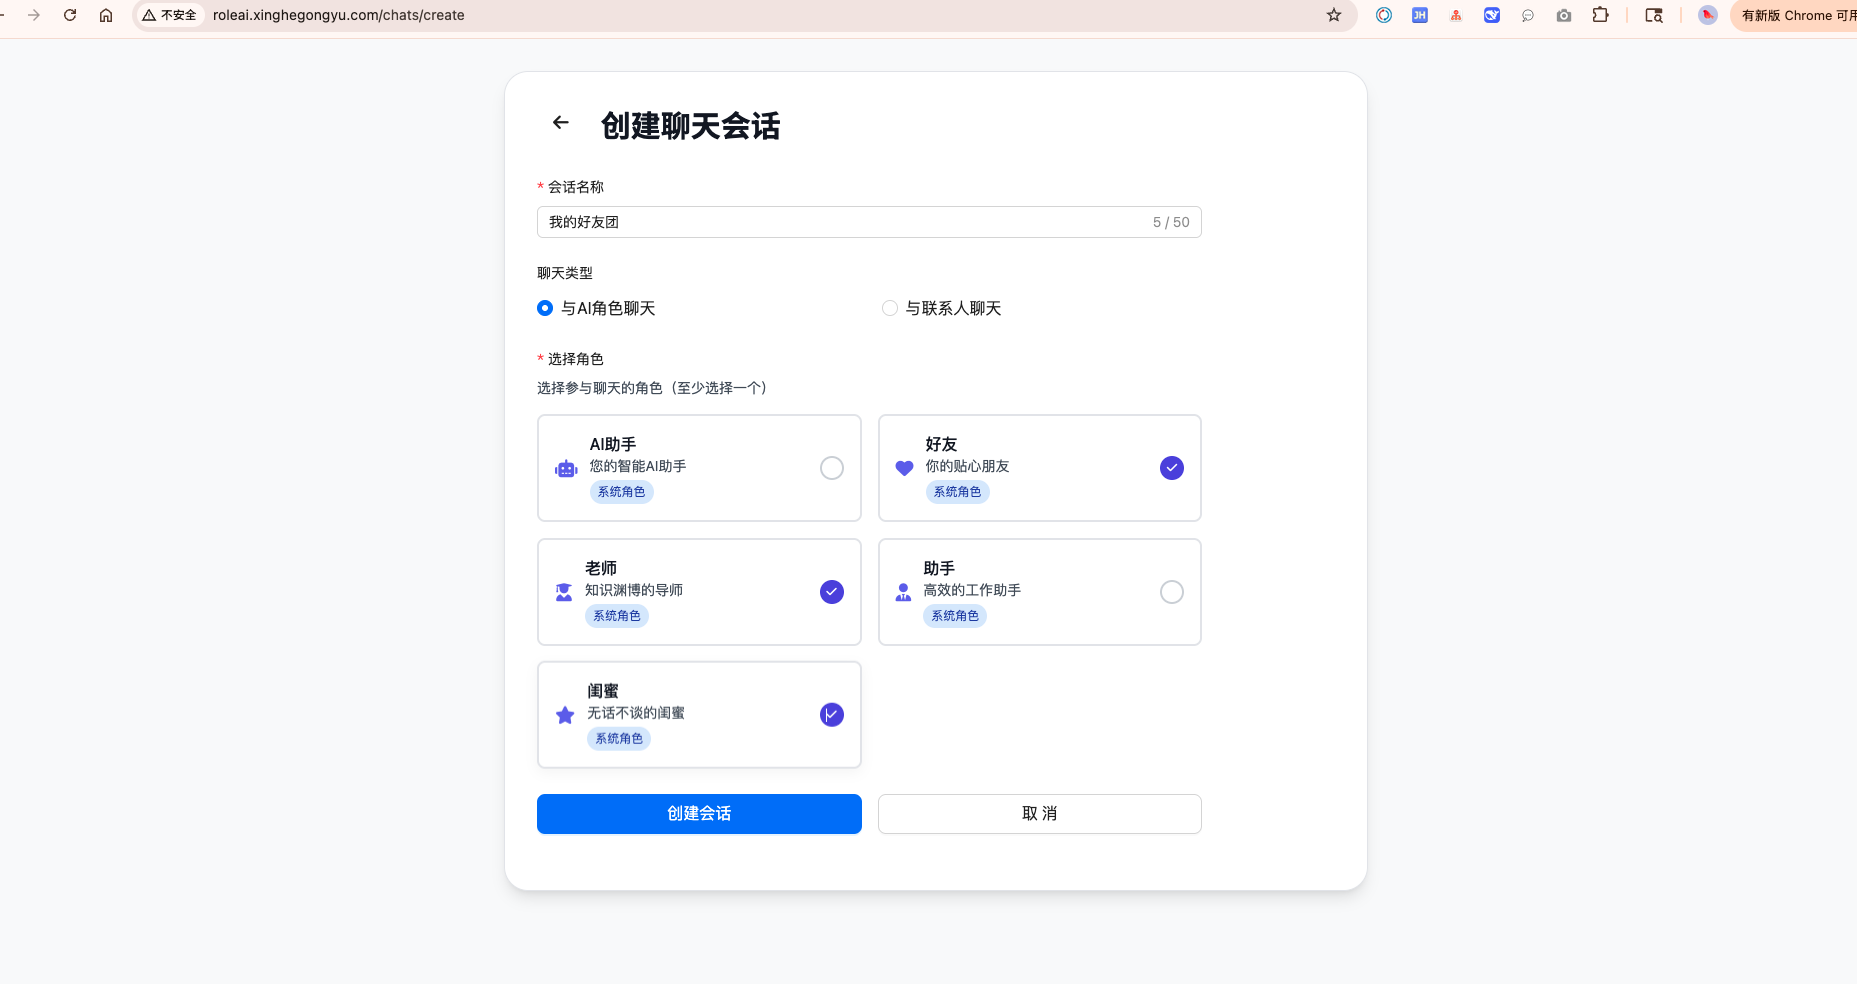 不安全
roleai.xinghegongyu.com/chats/create
JH
有新版 Chrome 可用
创建聊天会话
* 会话名称
我的好友团
5 / 50
聊天类型
与AI角色聊天
与联系人聊天
* 选择角色
选择参与聊天的角色（至少选择一个）
AI助手
您的智能AI助手
系统角色
好友
你的贴心朋友
系统角色
老师
知识渊博的导师
系统角色
助手
高效的工作助手
系统角色
闺蜜
无话不谈的闺蜜
系统角色
创建会话
取 消